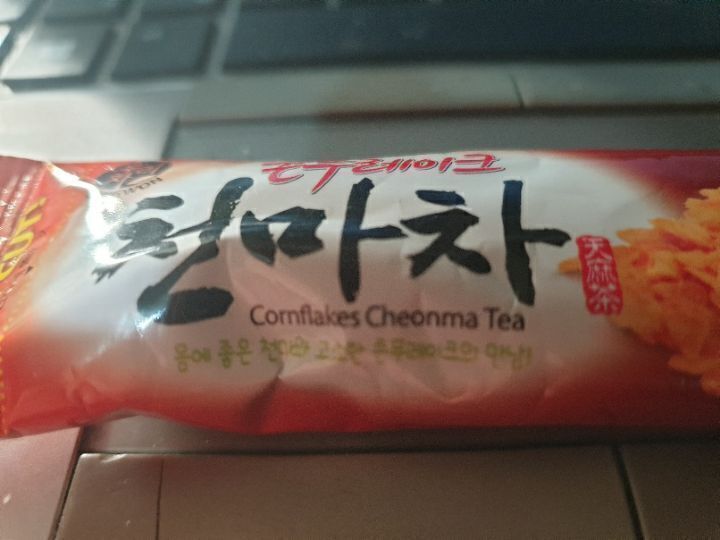 콘푸레이크
천마차
天麻茶
Cornflakes Cheonma Tea
몸에 좋은 천마와 고소한 콘푸레이크의 만남!